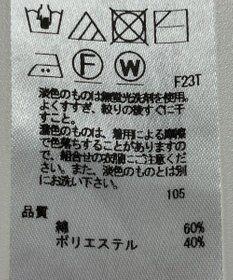 F
W
F23T
淡色のものは無蛍光洗剤を使用。
よくすすぎ、絞りの後すぐに干
すこと。
濃色のものは、着用による摩擦
で色落ちすることがありますの
で、組合せの衣服にご注意くだ
さい。また、淡色のものとは別
にお洗い下さい。
105
品質
綿 60%
ポリエステル 40%